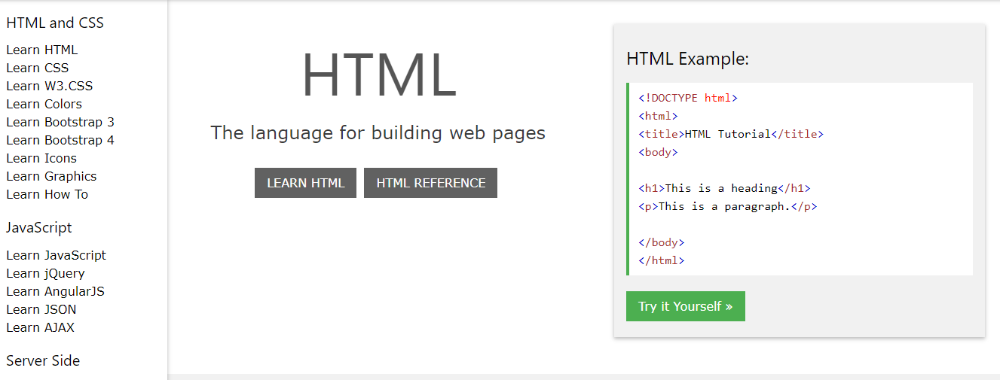 HTML and CSS
Learn HTML
Learn CSS
Learn W3.CSS
Learn Colors
Learn Bootstrap 3
Learn Bootstrap 4
Learn Icons
Learn Graphics
Learn How To
JavaScript
Learn JavaScript
Learn jQuery
Learn AngularJS
Learn JSON
Learn AJAX
Server Side
HTML
The language for building web pages
LEARN HTML
HTML REFERENCE
HTML Example:
<!DOCTYPE html>
<html>
<title>HTML Tutorial</title>
<body>
<h1>This is a heading</h1>
<p>This is a paragraph.</p>
</body>
</html>
Try it Yourself »